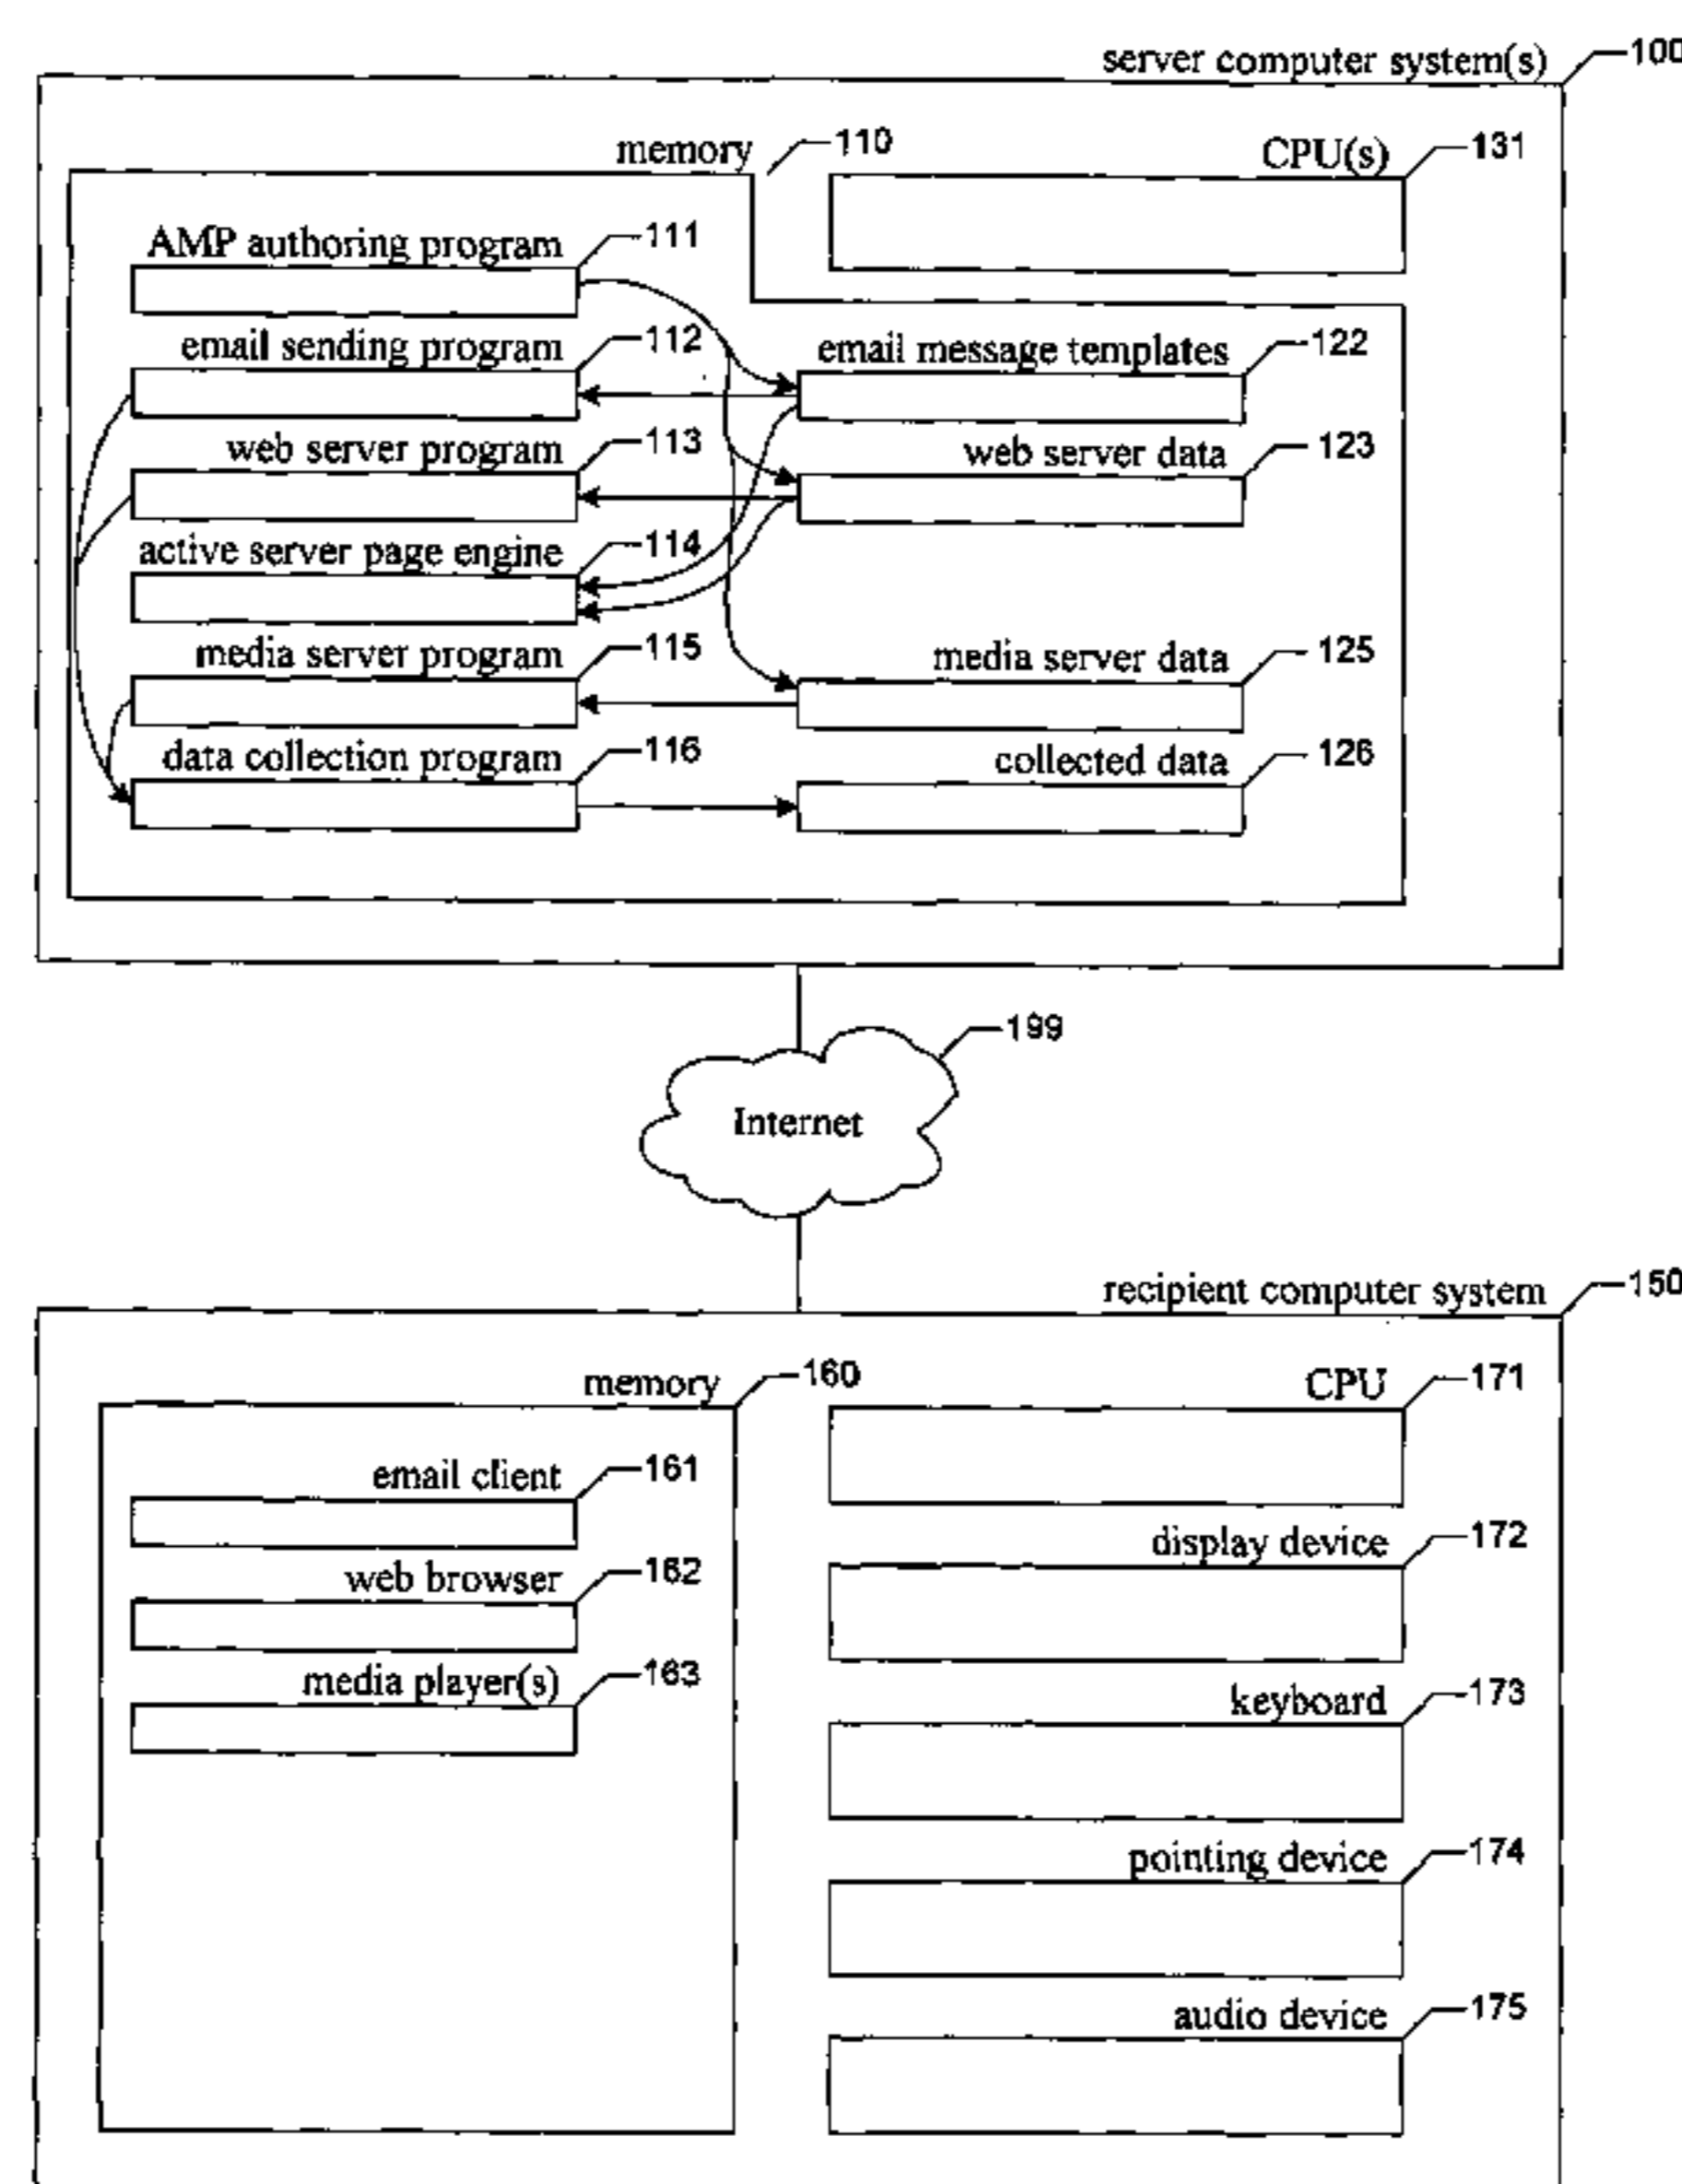 server computer system(s) 100
memory 110
CPU(s) 131
AMP authoring program 111
email sending program 112
email message templates 122
web server program 113
web server data 123
active server page engine 114
media server program 115
media server data 125
data collection program 116
collected data 126
199
Internet
recipient computer system 150
memory 160
CPU 171
email client 161
display device 172
web browser 162
media player(s) 163
keyboard 173
pointing device 174
audio device 175